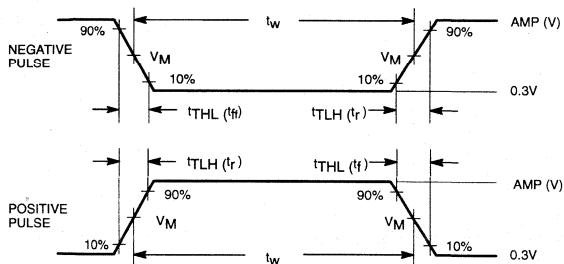 tw
AMP (V)
90% 90%
NEGATIVE
PULSE
VM VM
10% 10%
0.3V
tTHL (tff) tTLH (tr)
tTLH (tr) tTHL (tf)
AMP (V)
90% 90%
POSITIVE
PULSE
VM VM
10% 10%
tw
0.3V